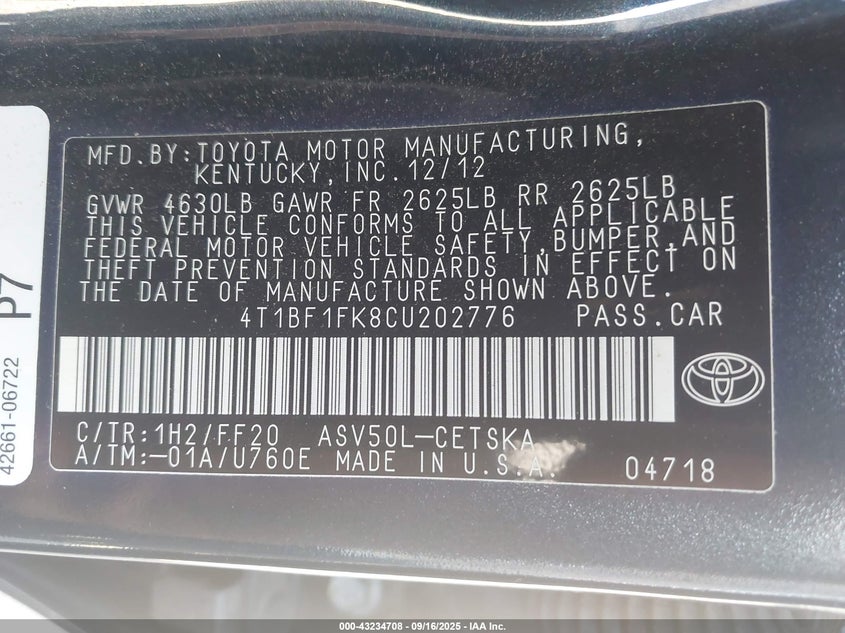 MFD.BY:TOYOTA MOTOR MANUFACTURING,
KENTUCKY,INC.12/12
GVWR 4630LB GAWR FR 2625LB RR 2625LB
THIS VEHICLE CONFORMS TO ALL APPLICABLE
FEDERAL MOTOR VEHICLE SAFETY,BUMPER,AND
THEFT PREVENTION STANDARDS IN EFFECT ON
THE DATE OF MANUFACTURE SHOWN ABOVE.
4T1BF1FK8CU202776 PASS.CAR
C/TR:1H2/FF20 ASV50L-CETSKA
A/TM:-01A/U760E MADE IN U.S.A. 04718
42661-06722 P7
000-43234708 - 09/16/2025 - IAA Inc.